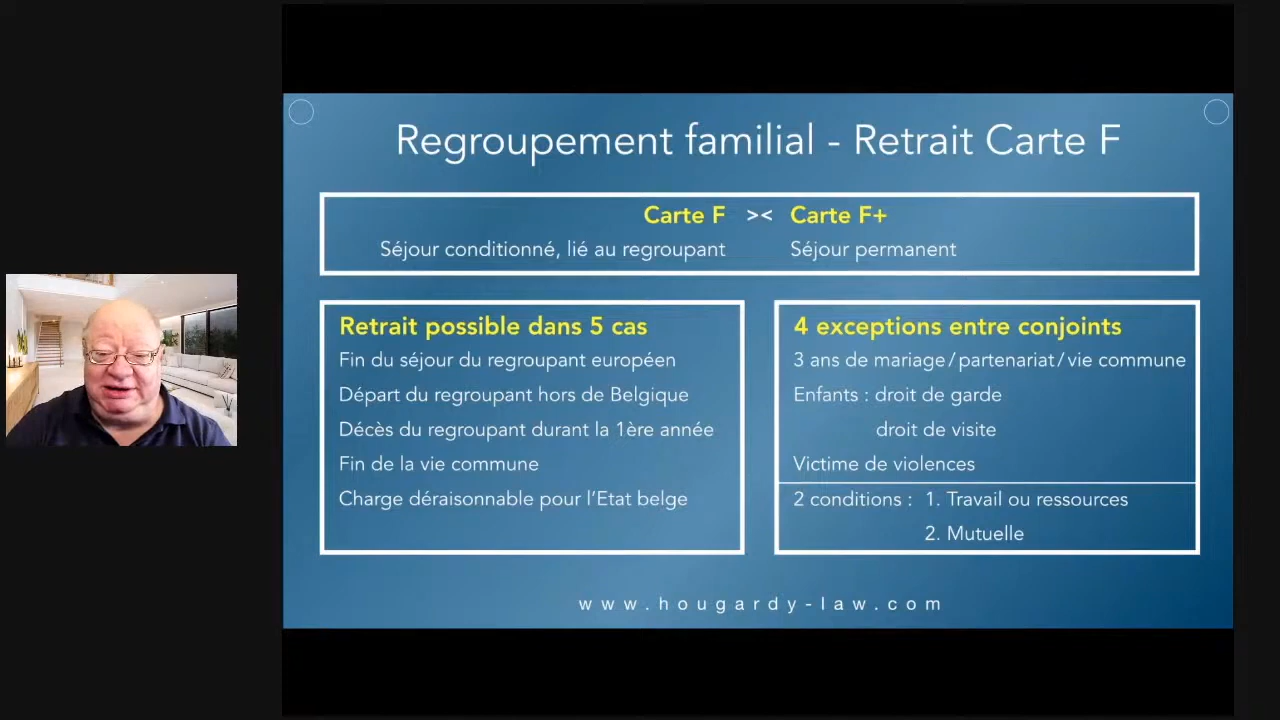 Regroupement familial - Retrait Carte F
Carte F >< Carte F+
Séjour conditionné, lié au regroupant Séjour permanent
Retrait possible dans 5 cas
Fin du séjour du regroupant européen
Départ du regroupant hors de Belgique
Décès du regroupant durant la 1ère année
Fin de la vie commune
Charge déraisonnable pour l'Etat belge
4 exceptions entre conjoints
3 ans de mariage/partenariat/vie commune
Enfants : droit de garde
droit de visite
Victime de violences
2 conditions : 1. Travail ou ressources
2. Mutuelle
www.hougardy-law.com